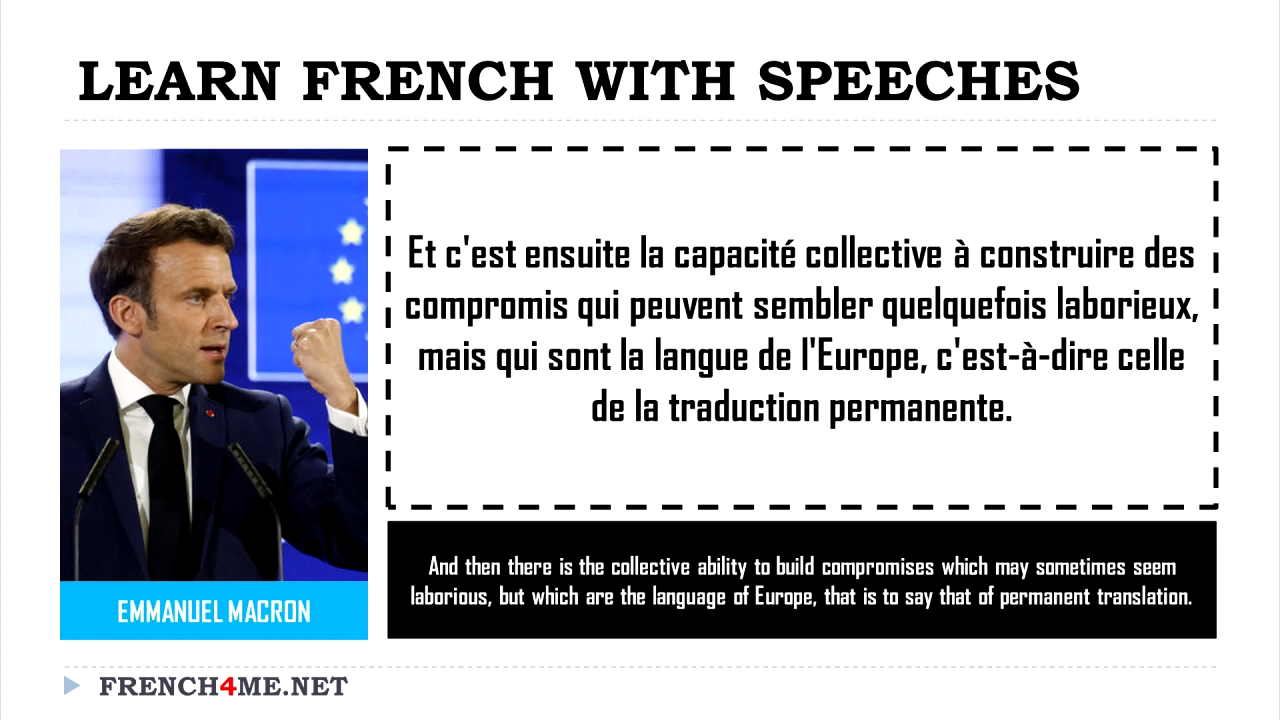 LEARN FRENCH WITH SPEECHES
Et c'est ensuite la capacité collective à construire des
compromis qui peuvent sembler quelquefois laborieux,
mais qui sont la langue de l'Europe, c'est-à-dire celle
de la traduction permanente.
And then there is the collective ability to build compromises which may sometimes seem
laborious, but which are the language of Europe, that is to say that of permanent translation.
EMMANUEL MACRON
FRENCH4ME.NET